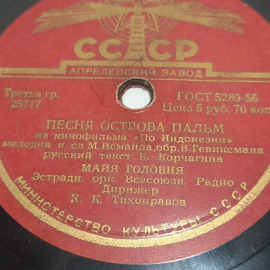 СССР
АПРЕЛЕВСКИЙ ЗАВОД
Третья гр.
25717
ГОСТ 5289-56
Цена 5 руб. 70 коп
ПЕСНЯ ОСТРОВА ПАЛЬМ
из кинофильма «По Индонезии»
мелодия и сл М.Исмаила, обр.В.Гевиксмана
русский текст В. Корчагина
МАЙЯ ГОЛОВНЯ
Эстрадн. орк. Всесоюзн. Радио
Дирижер
К. К. Тихонравов
МИНИСТЕРСТВО КУЛЬТУРЫ СССР